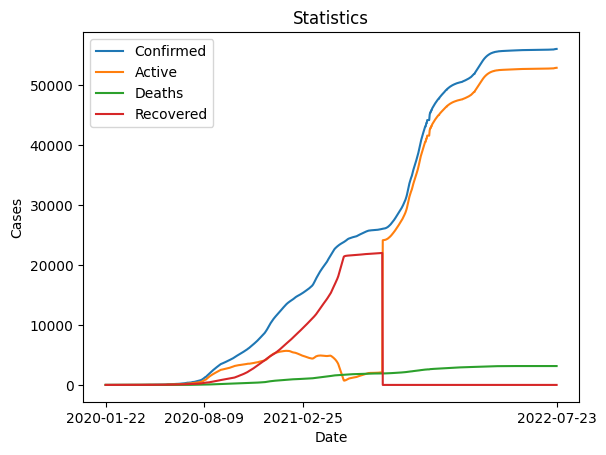 Statistics
Confirmed
Active
Deaths
Recovered
Cases
50000
40000
30000
20000
10000
0
2020-01-22 2020-08-09 2021-02-25 2022-07-23
Date